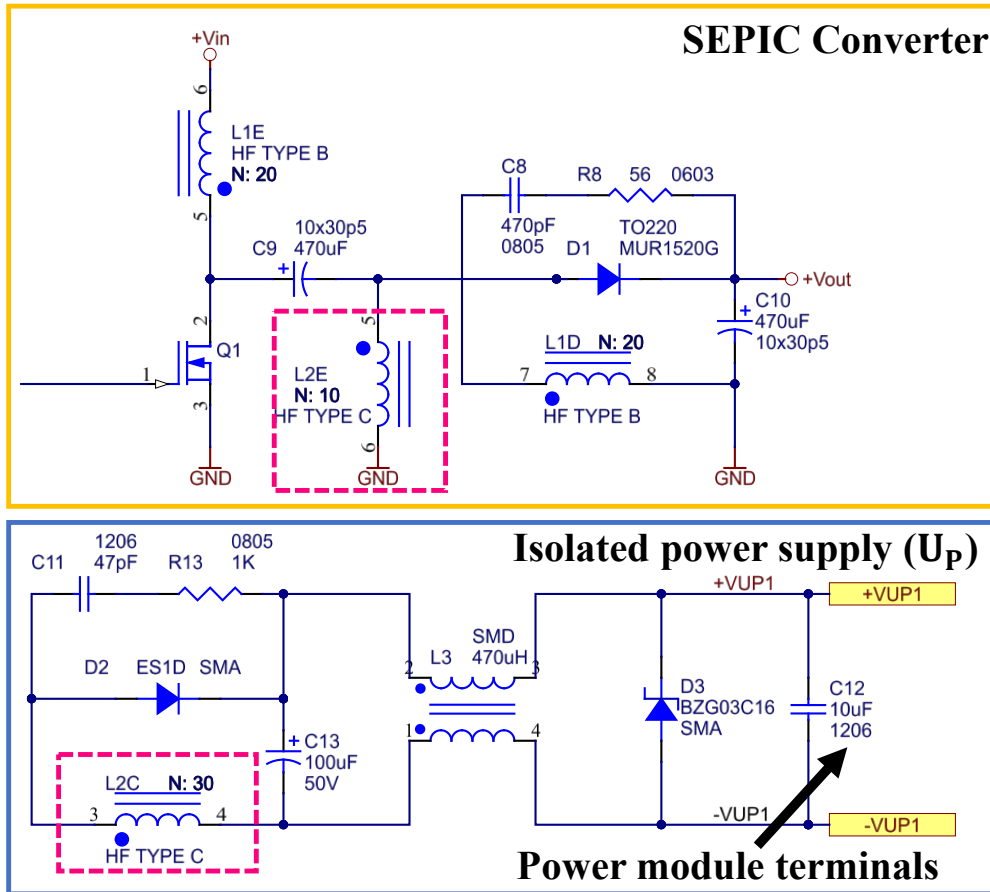 SEPIC Converter
+Vin
6
L1E
HF TYPE B
N: 20
5
C9
10x30p5
470uF
+
C8
470pF
0805
R8 56 0603
TO220
D1 MUR1520G
+Vout
+
C10
470uF
10x30p5
2
Q1
1
3
GND
5
L2E
N: 10
HF TYPE C
6
GND
L1D N: 20
7 8
HF TYPE B
GND
Isolated power supply (UP)
1206
C11 47pF
0805
R13 1K
D2 ES1D SMA
+
C13
100uF
50V
L2C N: 30
3 4
HF TYPE C
SMD
L3 470uH
2 3
1 4
+VUP1
+VUP1
D3
BZG03C16
SMA
C12
10uF
1206
-VUP1
-VUP1
Power module terminals